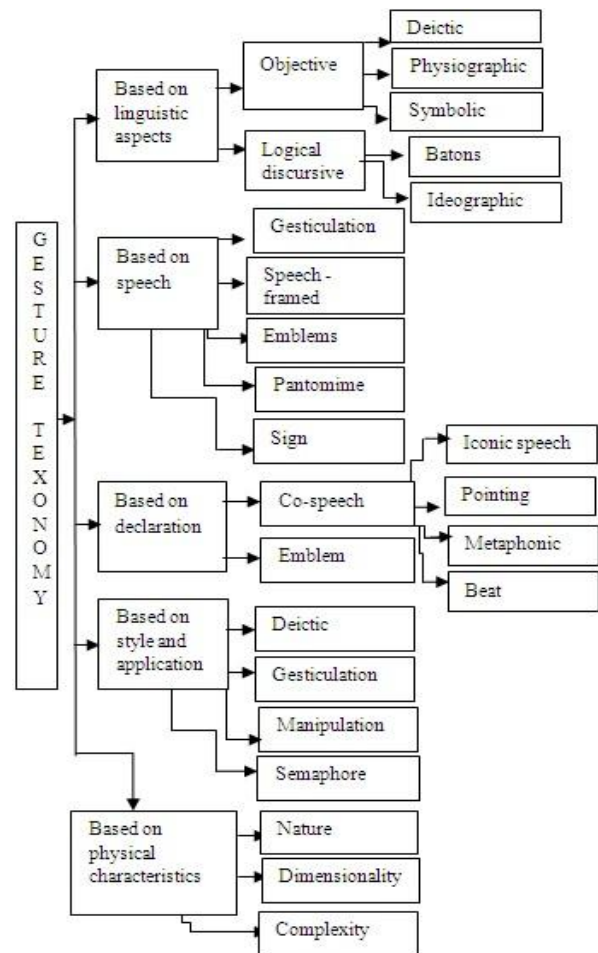 GESTURE TEXONOMY
Based on
linguistic
aspects
Objective
Deictic
Physiographic
Symbolic
Logical
discursive
Batons
Ideographic
Based on
speech
Gesticulation
Speech -
framed
Emblems
Pantomime
Sign
Based on
declaration
Co-speech
Iconic speech
Pointing
Metaphonic
Beat
Emblem
Based on
style and
application
Deictic
Gesticulation
Manipulation
Semaphore
Based on
physical
characteristics
Nature
Dimensionality
Complexity